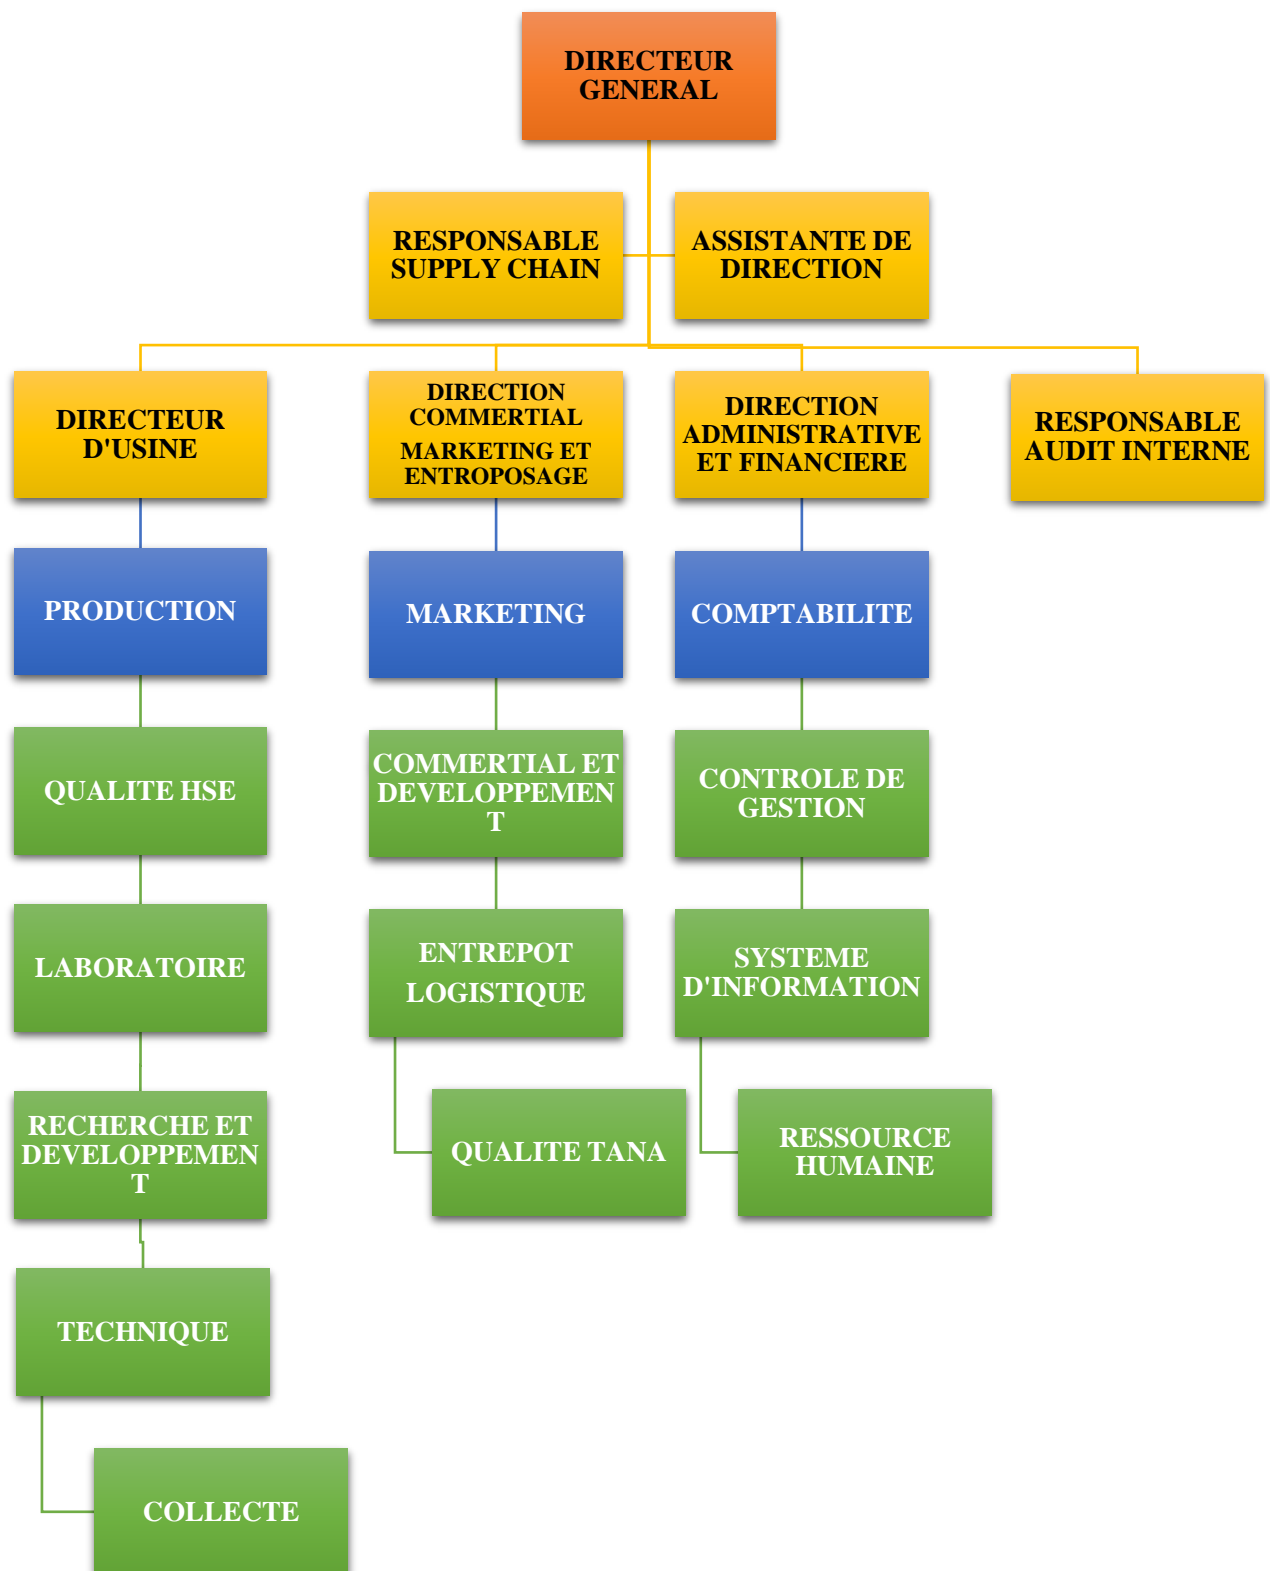 DIRECTEUR
GENERAL
RESPONSABLE
SUPPLY CHAIN
ASSISTANTE DE
DIRECTION
DIRECTEUR
D'USINE
DIRECTION
COMMERTIAL
MARKETING ET
ENTROPOSAGE
DIRECTION
ADMINISTRATIVE
ET FINANCIERE
RESPONSABLE
AUDIT INTERNE
PRODUCTION
MARKETING
COMPTABILITE
QUALITE HSE
COMMERTIAL ET
DEVELOPPEMEN
T
CONTROLE DE
GESTION
LABORATOIRE
ENTREPOT
LOGISTIQUE
SYSTEME
D'INFORMATION
RECHERCHE ET
DEVELOPPEMEN
T
QUALITE TANA
RESSOURCE
HUMAINE
TECHNIQUE
COLLECTE